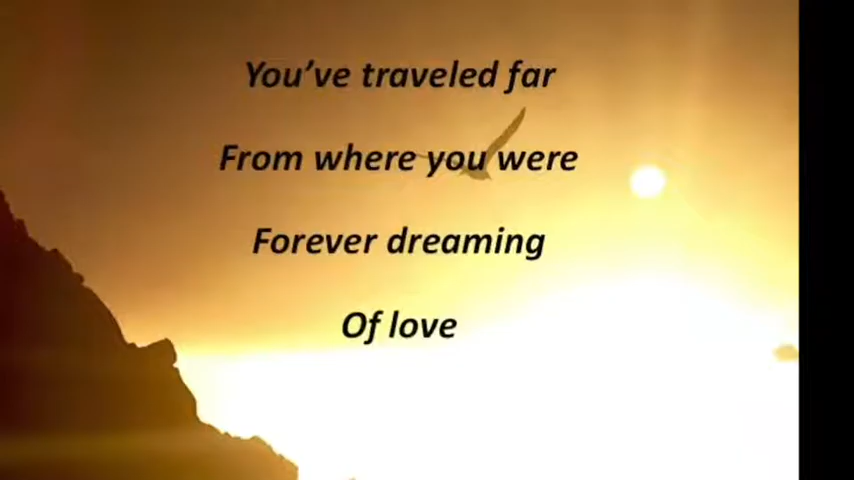 You’ve traveled far
From where you were
Forever dreaming
Of love